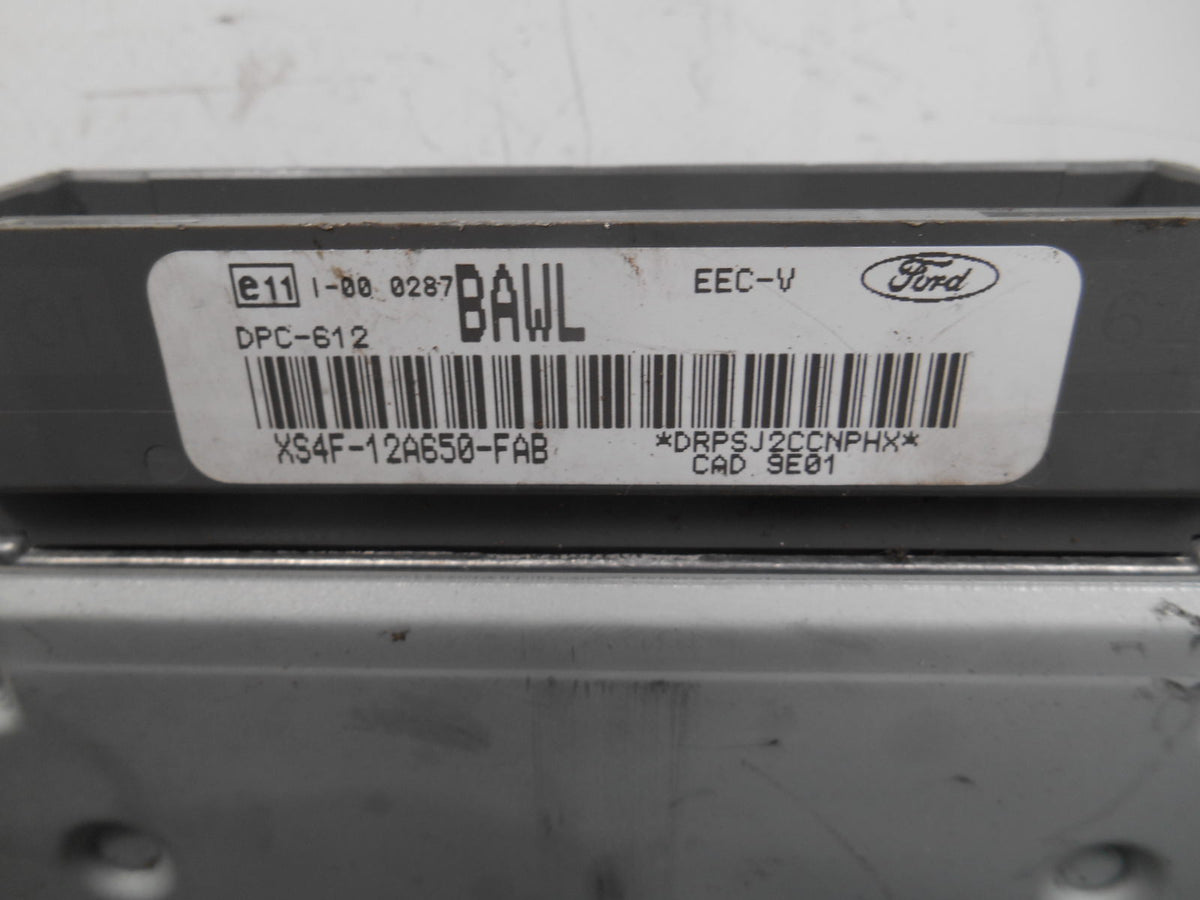 e11 1-00 0287 BAWL EEC-V Ford
DPC-612
XS4F-12A650-FAB *DRPSJ2CCNPHX*
CAD 9E01